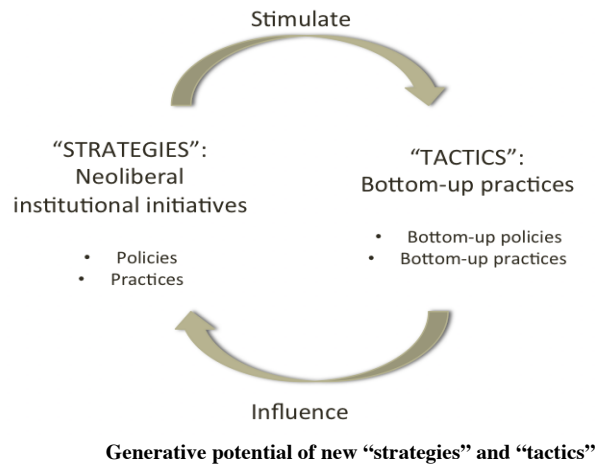 Stimulate
“STRATEGIES”:
Neoliberal
institutional initiatives
• Policies
• Practices
“TACTICS”:
Bottom-up practices
• Bottom-up policies
• Bottom-up practices
Influence
Generative potential of new “strategies” and “tactics”